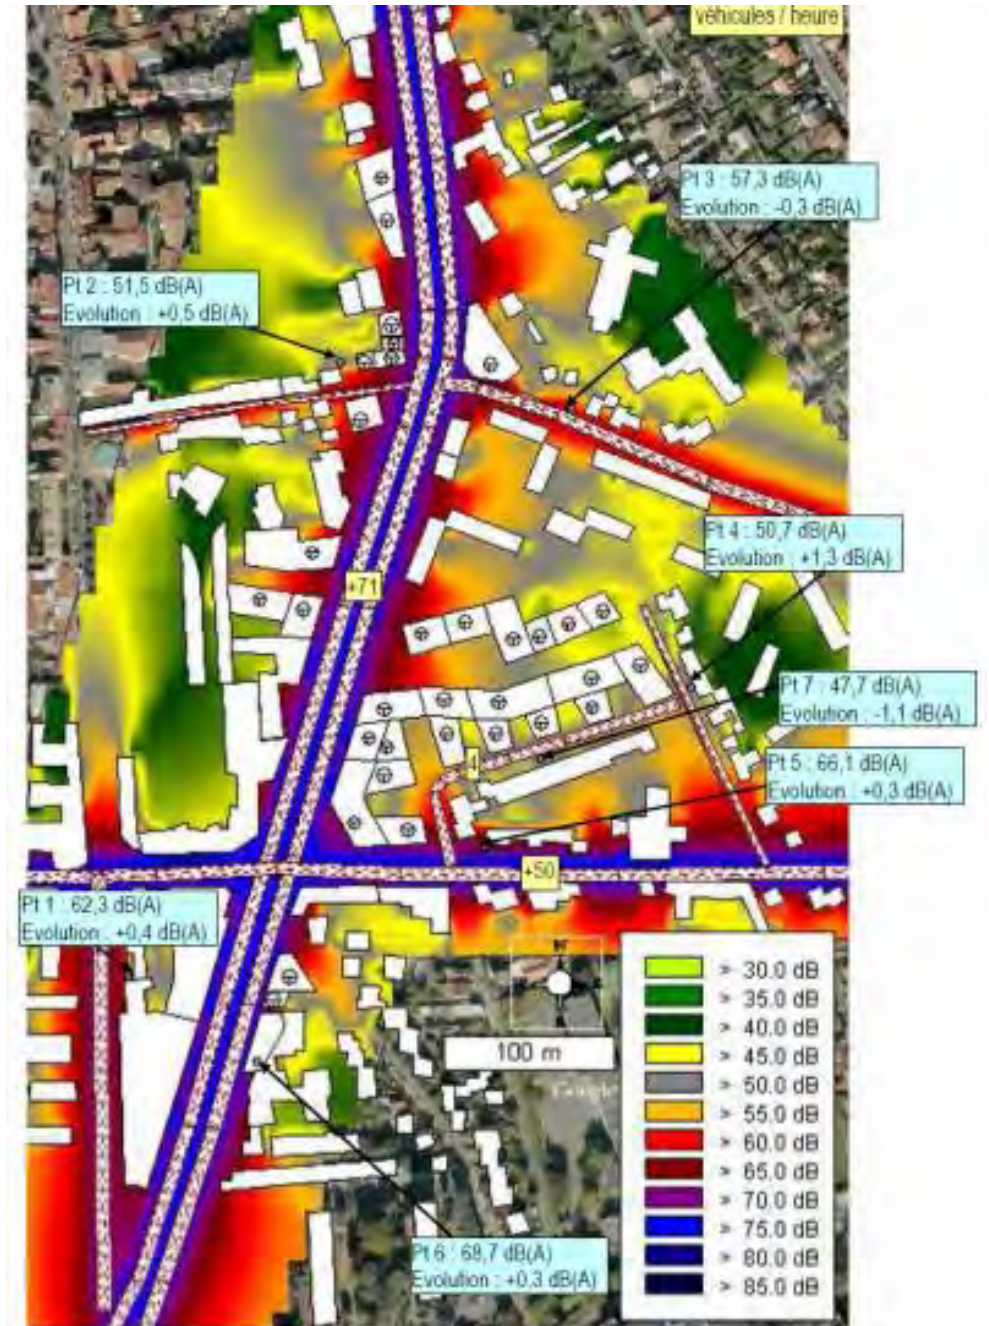 véhicules / heure
Pt 3 : 57,3 dB(A)
Evolution : -0,3 dB(A)
Pt 2 : 51,5 dB(A)
Evolution : +0,5 dB(A)
Pt 4 : 50,7 dB(A)
Evolution : +1,3 dB(A)
+71
Pt 7 : 47,7 dB(A)
Evolution : -1,1 dB(A)
4
Pt 5 : 66,1 dB(A)
Evolution : +0,3 dB(A)
+50
Pt 1 : 62,3 dB(A)
Evolution : +0,4 dB(A)
100 m
Google
> 30.0 dB
> 35.0 dB
> 40.0 dB
> 45.0 dB
> 50.0 dB
> 55.0 dB
> 60.0 dB
> 65.0 dB
> 70.0 dB
> 75.0 dB
> 80.0 dB
> 85.0 dB
Pt 6 : 68,7 dB(A)
Evolution : +0,3 dB(A)